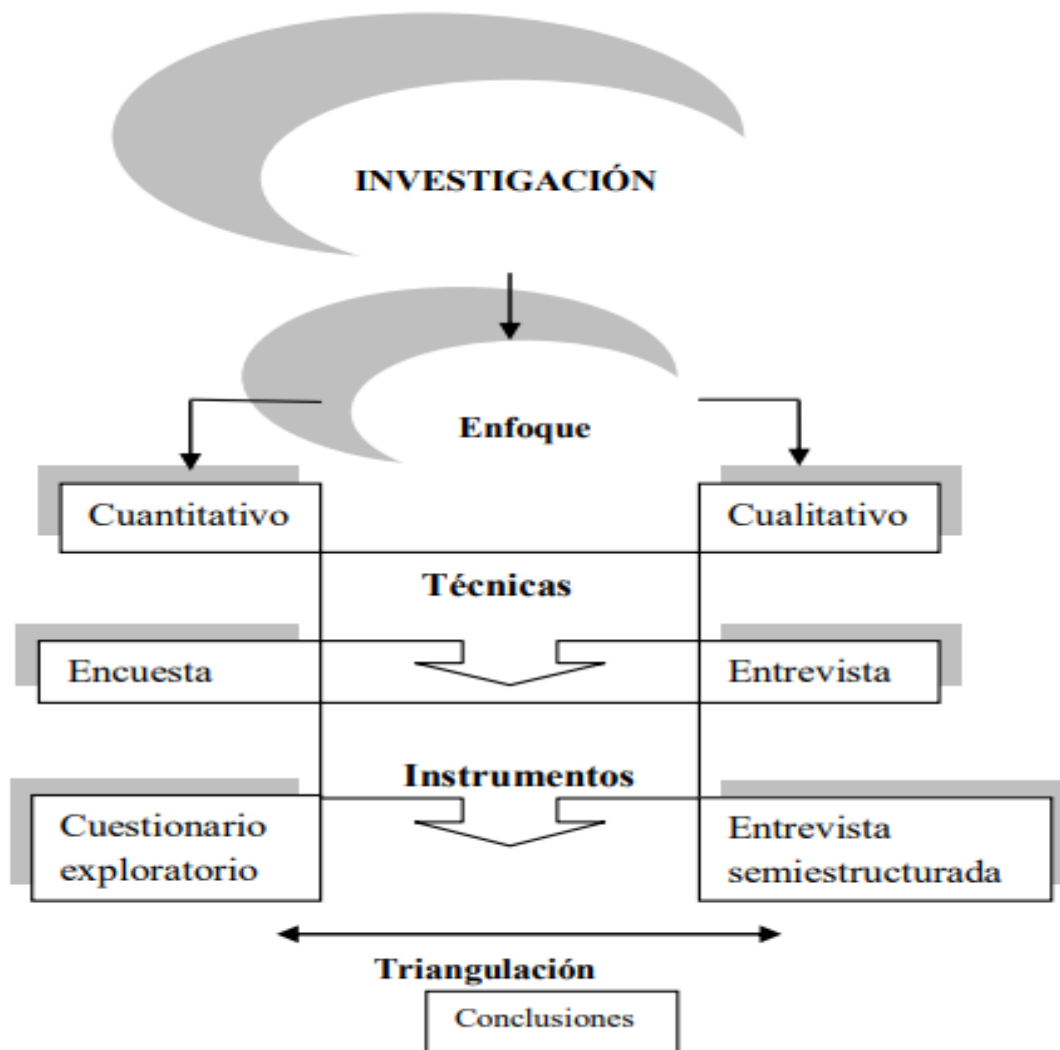 INVESTIGACIÓN
Enfoque
Cuantitativo
Cualitativo
Técnicas
Encuesta
Entrevista
Instrumentos
Cuestionario
exploratorio
Entrevista
semiestructurada
Triangulación
Conclusiones